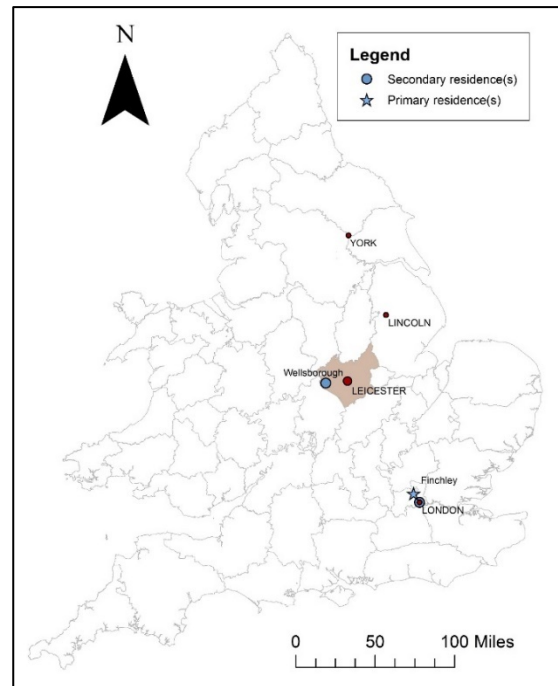 N
Legend
Secondary residence(s)
Primary residence(s)
YORK
LINCOLN
Wellsborough
LEICESTER
Finchley
LONDON
0 50 100 Miles